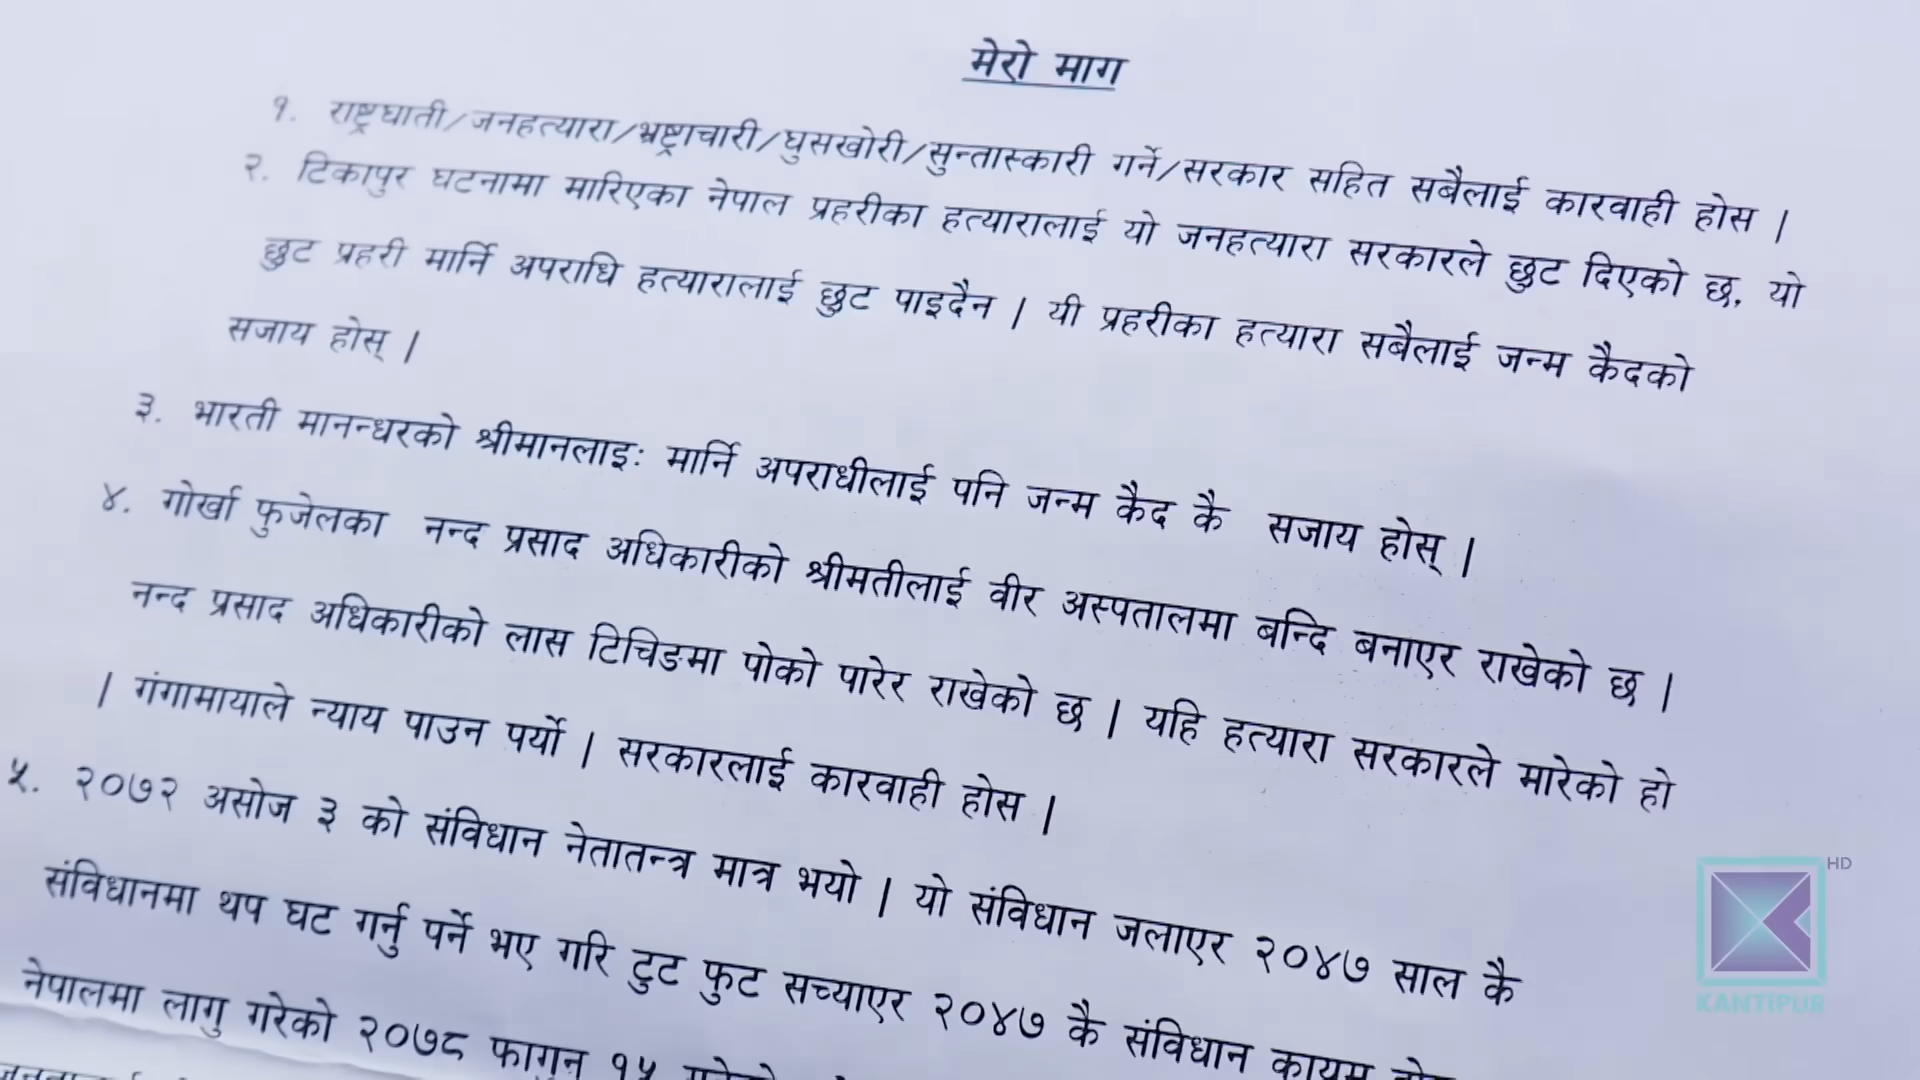 मेरो माग
१. राष्ट्रघाती/जनहत्यारा/भ्रष्ट्राचारी/घुसखोरी/सुन्तास्कारी गर्ने/सरकार सहित सबैलाई कारवाही होस |
२. टिकापुर घटनामा मारिएका नेपाल प्रहरीका हत्यारालाई यो जनहत्यारा सरकारले छुट दिएको छ, यो
छुट प्रहरी मार्नि अपराधि हत्यारालाई छुट पाइदैन | यी प्रहरीका हत्यारा सबैलाई जन्म कैदको
सजाय होस् |
३. भारती मानन्धरको श्रीमानलाइः मार्नि अपराधीलाई पनि जन्म कैद कै सजाय होस् |
४. गोर्खा फुजेलका नन्द प्रसाद अधिकारीको श्रीमतीलाई वीर अस्पतालमा बन्दि बनाएर राखेको छ |
नन्द प्रसाद अधिकारीको लास टिचिङमा पोको पारेर राखेको छ | यहि हत्यारा सरकारले मारेको हो
| गंगामायाले न्याय पाउन पर्यो | सरकारलाई कारवाही होस |
५. २०७२ असोज ३ को संविधान नेतातन्त्र मात्र भयो | यो संविधान जलाएर २०४७ साल कै
संविधानमा थप घट गर्नु पर्ने भए गरि टुट फुट सच्याएर २०४७ कै संविधान कायम
नेपालमा लागु गरेको २०७८ फागुन १५
HD
KANTIPUR